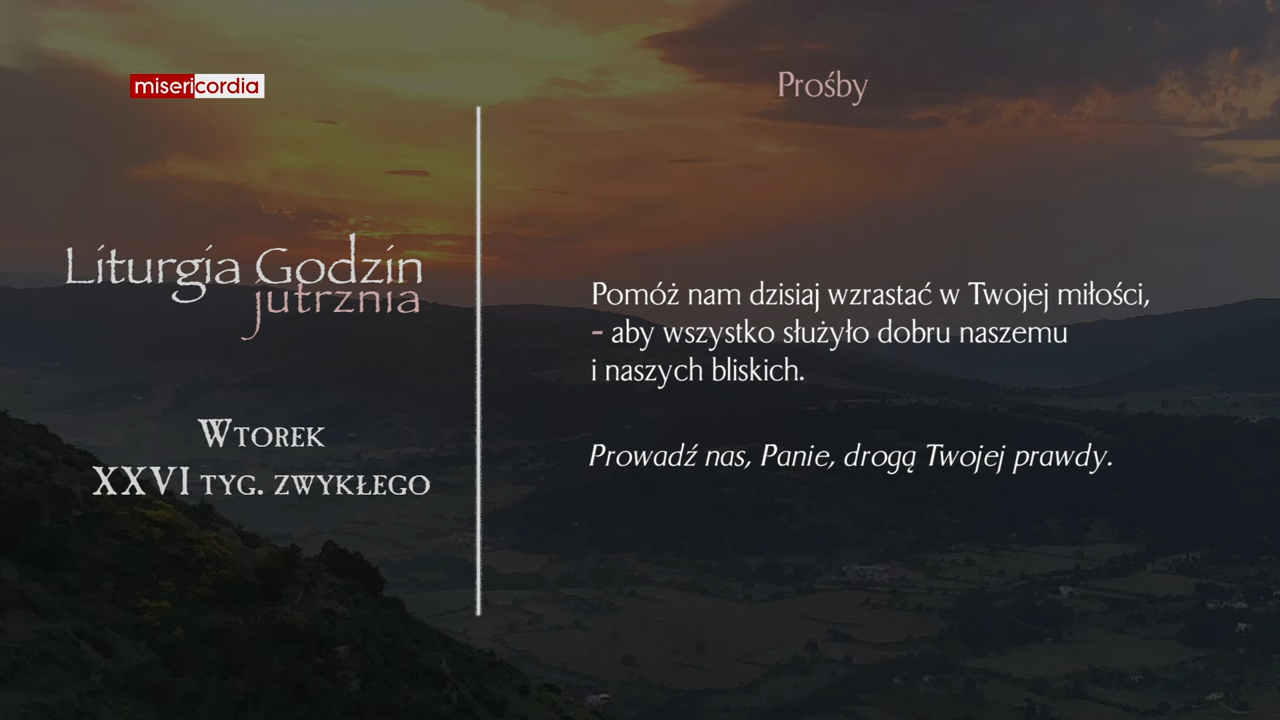 misericordia
Prośby
Liturgia Godzin
jutrznia
Wtorek
XXVI tyg. zwykłego
Pomóż nam dzisiaj wzrastać w Twojej miłości,
- aby wszystko służyło dobru naszemu
i naszych bliskich.
Prowadź nas, Panie, drogą Twojej prawdy.